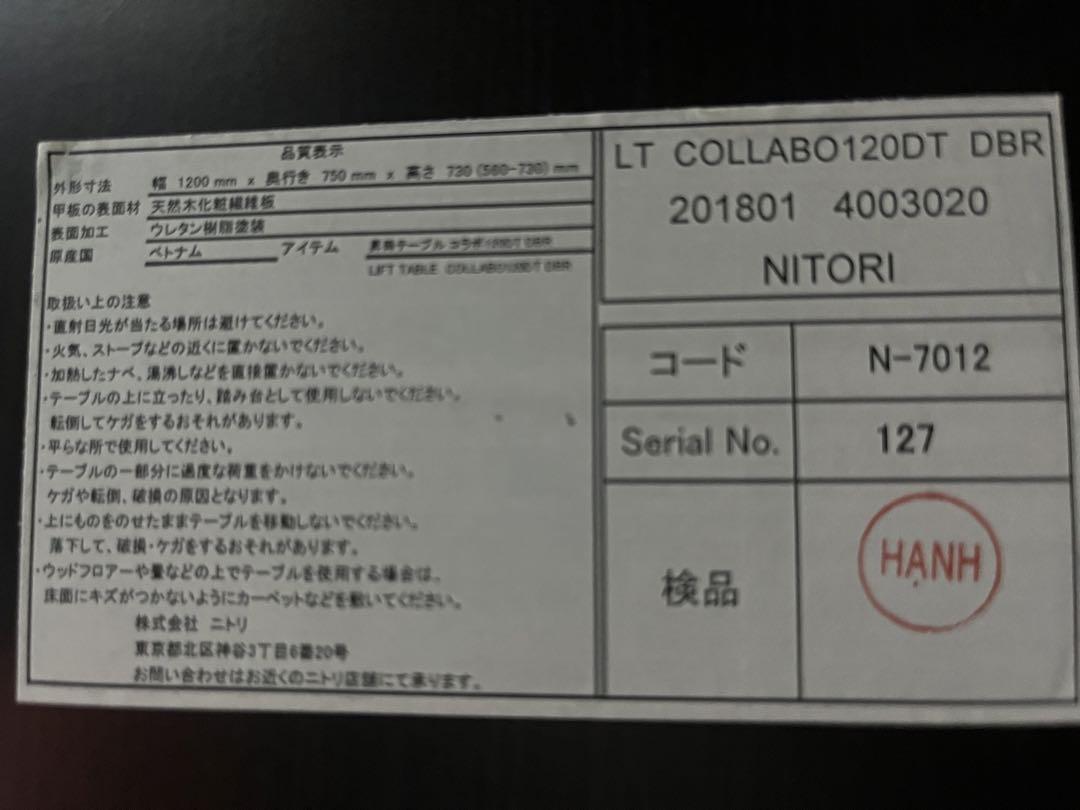 品質表示
外形寸法 幅 1200 mm x 奥行き 750 mm x 高さ 730 (560-730) mm
甲板の表面材 天然木化粧繊維板
表面加工 ウレタン樹脂塗装
原産国 ベトナム アイテム 昇降テーブル コラボ DBR
LIFT TABLE DBR
取扱い上の注意
・直射日光が当たる場所は避けてください。
・火気、ストーブなどの近くに置かないでください。
・加熱したナベ、湯沸しなどを直接置かないでください。
・テーブルの上に立ったり、踏み台として使用しないでください。
転倒してケガをするおそれがあります。
・平らな所で使用してください。
・テーブルの一部分に過度な荷重をかけないでください。
ケガや転倒、破損の原因となります。
・上にものをのせたままテーブルを移動しないでください。
落下して、破損・ケガをするおそれがあります。
・ウッドフロアーや畳などの上でテーブルを使用する場合は、
床面にキズがつかないようにカーペットなどを敷いてください。
株式会社 ニトリ
東京都北区神谷3丁目6番20号
お問い合わせはお近くのニトリ店舗にて承ります。
LT COLLABO120DT DBR
201801 4003020
NITORI
コード N-7012
Serial No. 127
検品 HẠNH